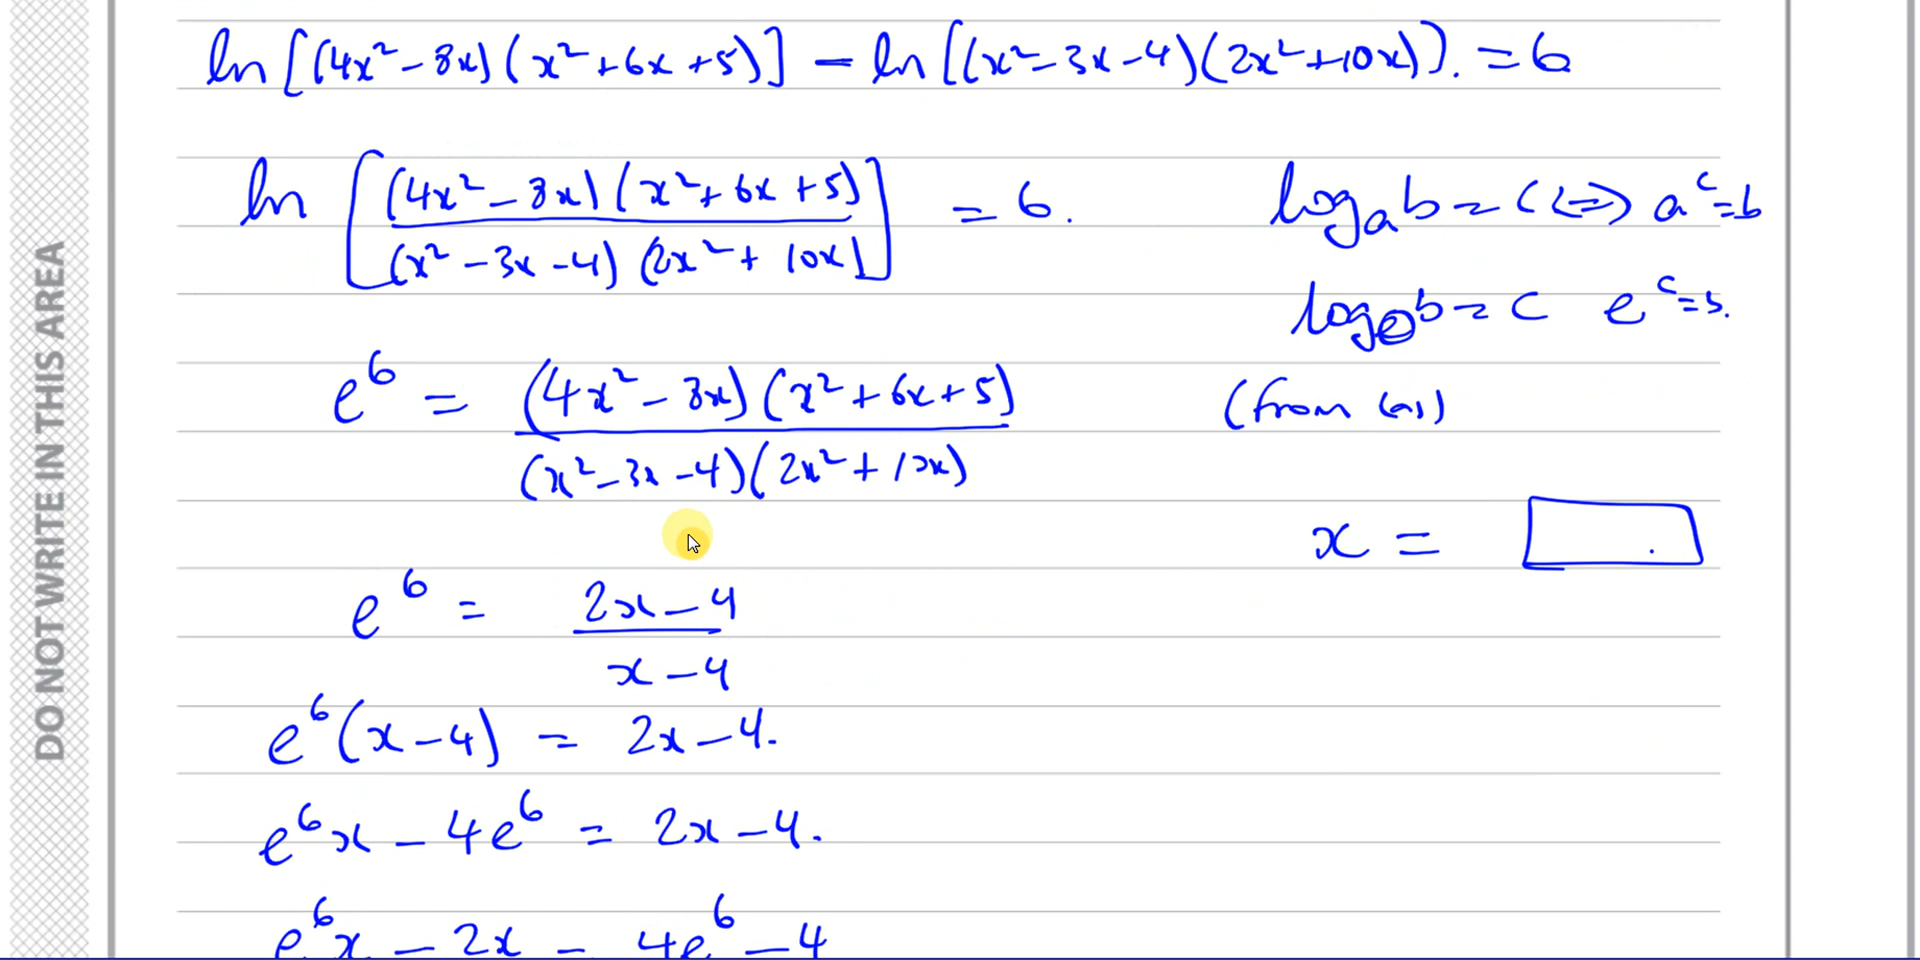 ln[(4x²-8x)(x²+6x+5)] - ln[(x²-3x-4)(2x²+10x)]. = 6
ln [(4x²-8x)(x²+6x+5) / (x²-3x-4)(2x²+10x)] = 6.
logₐb = c ⟺ aᶜ=b
logₑb = c eᶜ=b.
e⁶ = (4x²-8x)(x²+6x+5) / (x²-3x-4)(2x²+10x)
(from (a))
x =
e⁶ = 2x-4 / x-4
e⁶(x-4) = 2x-4.
e⁶x - 4e⁶ = 2x-4.
e⁶x - 2x = 4e⁶-4
DO NOT WRITE IN THIS AREA